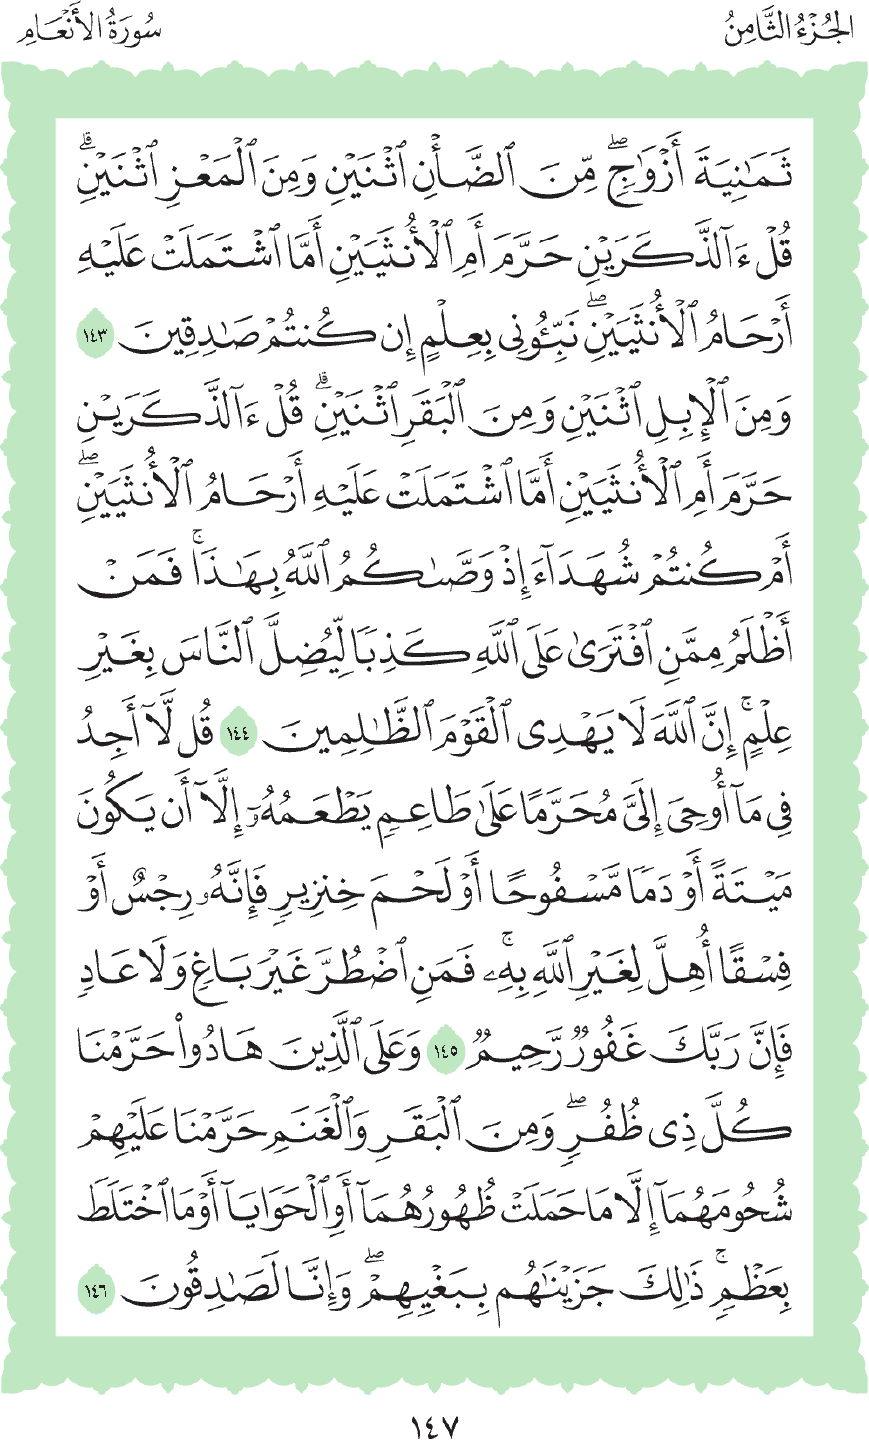 الجُزْءُ الثَّامِنُ
سُورَةُ الأَنْعَامِ
ثَمَٰنِيَةَ أَزْوَٰجٖۖ مِّنَ ٱلضَّأْنِ ٱثْنَيْنِ وَمِنَ ٱلْمَعْزِ ٱثْنَيْنِۗ
قُلْ ءَآلذَّكَرَيْنِ حَرَّمَ أَمِ ٱلْأُنثَيَيْنِ أَمَّا ٱشْتَمَلَتْ عَلَيْهِ
أَرْحَامُ ٱلْأُنثَيَيْنِۖ نَبِّـُٔونِي بِعِلْمٍ إِن كُنتُمْ صَٰدِقِينَ ١٤٣
وَمِنَ ٱلْإِبِلِ ٱثْنَيْنِ وَمِنَ ٱلْبَقَرِ ٱثْنَيْنِۗ قُلْ ءَآلذَّكَرَيْنِ
حَرَّمَ أَمِ ٱلْأُنثَيَيْنِ أَمَّا ٱشْتَمَلَتْ عَلَيْهِ أَرْحَامُ ٱلْأُنثَيَيْنِۖ
أَمْ كُنتُمْ شُهَدَآءَ إِذْ وَصَّىٰكُمُ ٱللَّهُ بِهَٰذَاۚ فَمَنْ
أَظْلَمُ مِمَّنِ ٱفْتَرَىٰ عَلَى ٱللَّهِ كَذِبًا لِّيُضِلَّ ٱلنَّاسَ بِغَيْرِ
عِلْمٍۚ إِنَّ ٱللَّهَ لَا يَهْدِي ٱلْقَوْمَ ٱلظَّٰلِمِينَ ١٤٤ قُل لَّآ أَجِدُ
فِي مَآ أُوحِيَ إِلَيَّ مُحَرَّمًا عَلَىٰ طَاعِمٖ يَطْعَمُهُۥٓ إِلَّآ أَن يَكُونَ
مَيْتَةً أَوْ دَمٗا مَّسْفُوحًا أَوْ لَحْمَ خِنزِيرٖ فَإِنَّهُۥ رِجْسٌ أَوْ
فِسْقًا أُهِلَّ لِغَيْرِ ٱللَّهِ بِهِۦۚ فَمَنِ ٱضْطُرَّ غَيْرَ بَاغٖ وَلَا عَادٖ
فَإِنَّ رَبَّكَ غَفُورٞ رَّحِيمٞ ١٤٥ وَعَلَى ٱلَّذِينَ هَادُوا۟ حَرَّمْنَا
كُلَّ ذِي ظُفُرٖۖ وَمِنَ ٱلْبَقَرِ وَٱلْغَنَمِ حَرَّمْنَا عَلَيْهِمْ
شُحُومَهُمَآ إِلَّا مَا حَمَلَتْ ظُهُورُهُمَآ أَوِ ٱلْحَوَايَآ أَوْ مَا ٱخْتَلَطَ
بِعَظْمٖۚ ذَٰلِكَ جَزَيْنَٰهُم بِبَغْيِهِمْۖ وَإِنَّا لَصَٰدِقُونَ ١٤٦
١٤٧